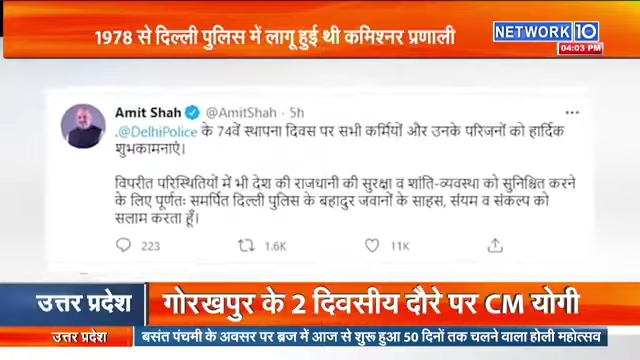 1978 से दिल्ली पुलिस में लागू हुई थी कमिश्नर प्रणाली
NETWORK 10
04:03 PM
Amit Shah @AmitShah · 5h
.@DelhiPolice के 74वें स्थापना दिवस पर सभी कर्मियों और उनके परिजनों को हार्दिक
शुभकामनाएं।
विपरीत परिस्थितियों में भी देश की राजधानी की सुरक्षा व शांति-व्यवस्था को सुनिश्चित करने
के लिए पूर्णतः समर्पित दिल्ली पुलिस के बहादुर जवानों के साहस, संयम व संकल्प को
सलाम करता हूँ।
223 1.6K 11K
उत्तर प्रदेश गोरखपुर के 2 दिवसीय दौरे पर CM योगी
उत्तर प्रदेश बसंत पंचमी के अवसर पर ब्रज में आज से शुरू हुआ 50 दिनों तक चलने वाला होली महोत्सव